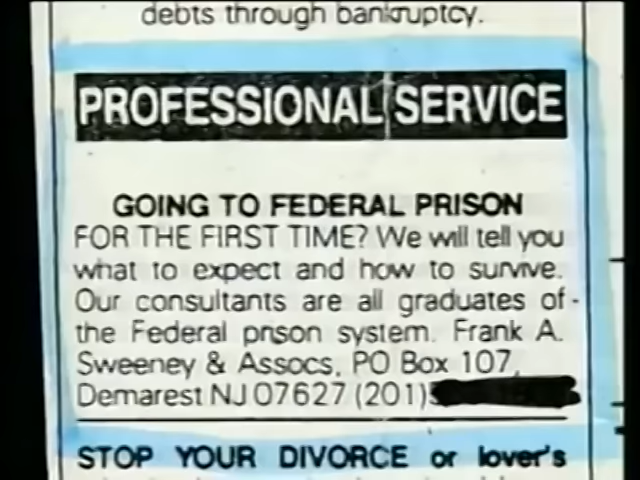 debts through bankruptcy.
PROFESSIONAL SERVICE
GOING TO FEDERAL PRISON
FOR THE FIRST TIME? We will tell you
what to expect and how to survive.
Our consultants are all graduates of
the Federal prison system. Frank A.
Sweeney & Assocs, PO Box 107,
Demarest NJ 07627 (201)
STOP YOUR DIVORCE or lover's